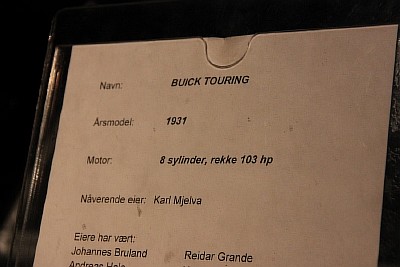 Navn: BUICK TOURING
Årsmodel: 1931
Motor: 8 sylinder, rekke 103 hp
Nåverende eier: Karl Mjelva
Eiere har vært:
Johannes Bruland Reidar Grande
Andreas